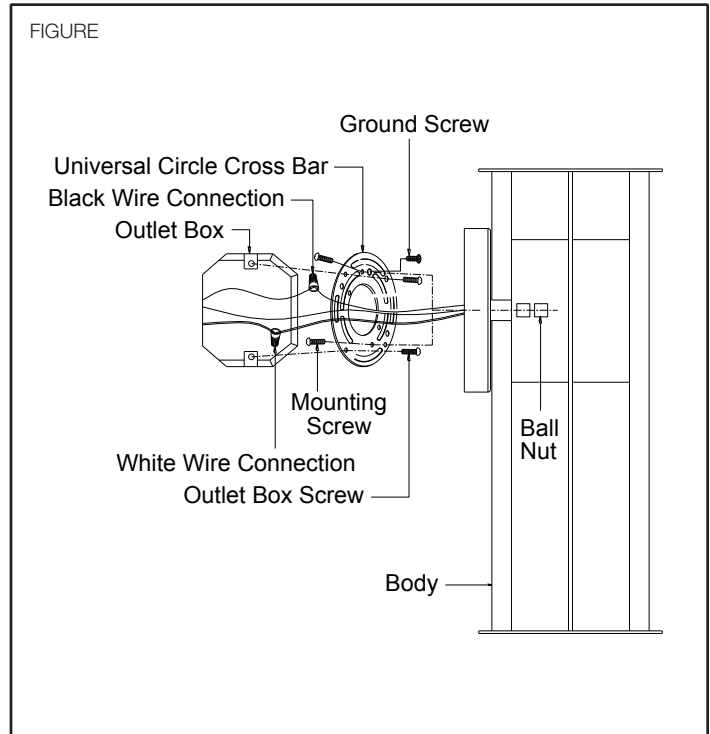 FIGURE
Ground Screw
Universal Circle Cross Bar
Black Wire Connection
Outlet Box
Mounting
Screw
Ball
Nut
White Wire Connection
Outlet Box Screw
Body